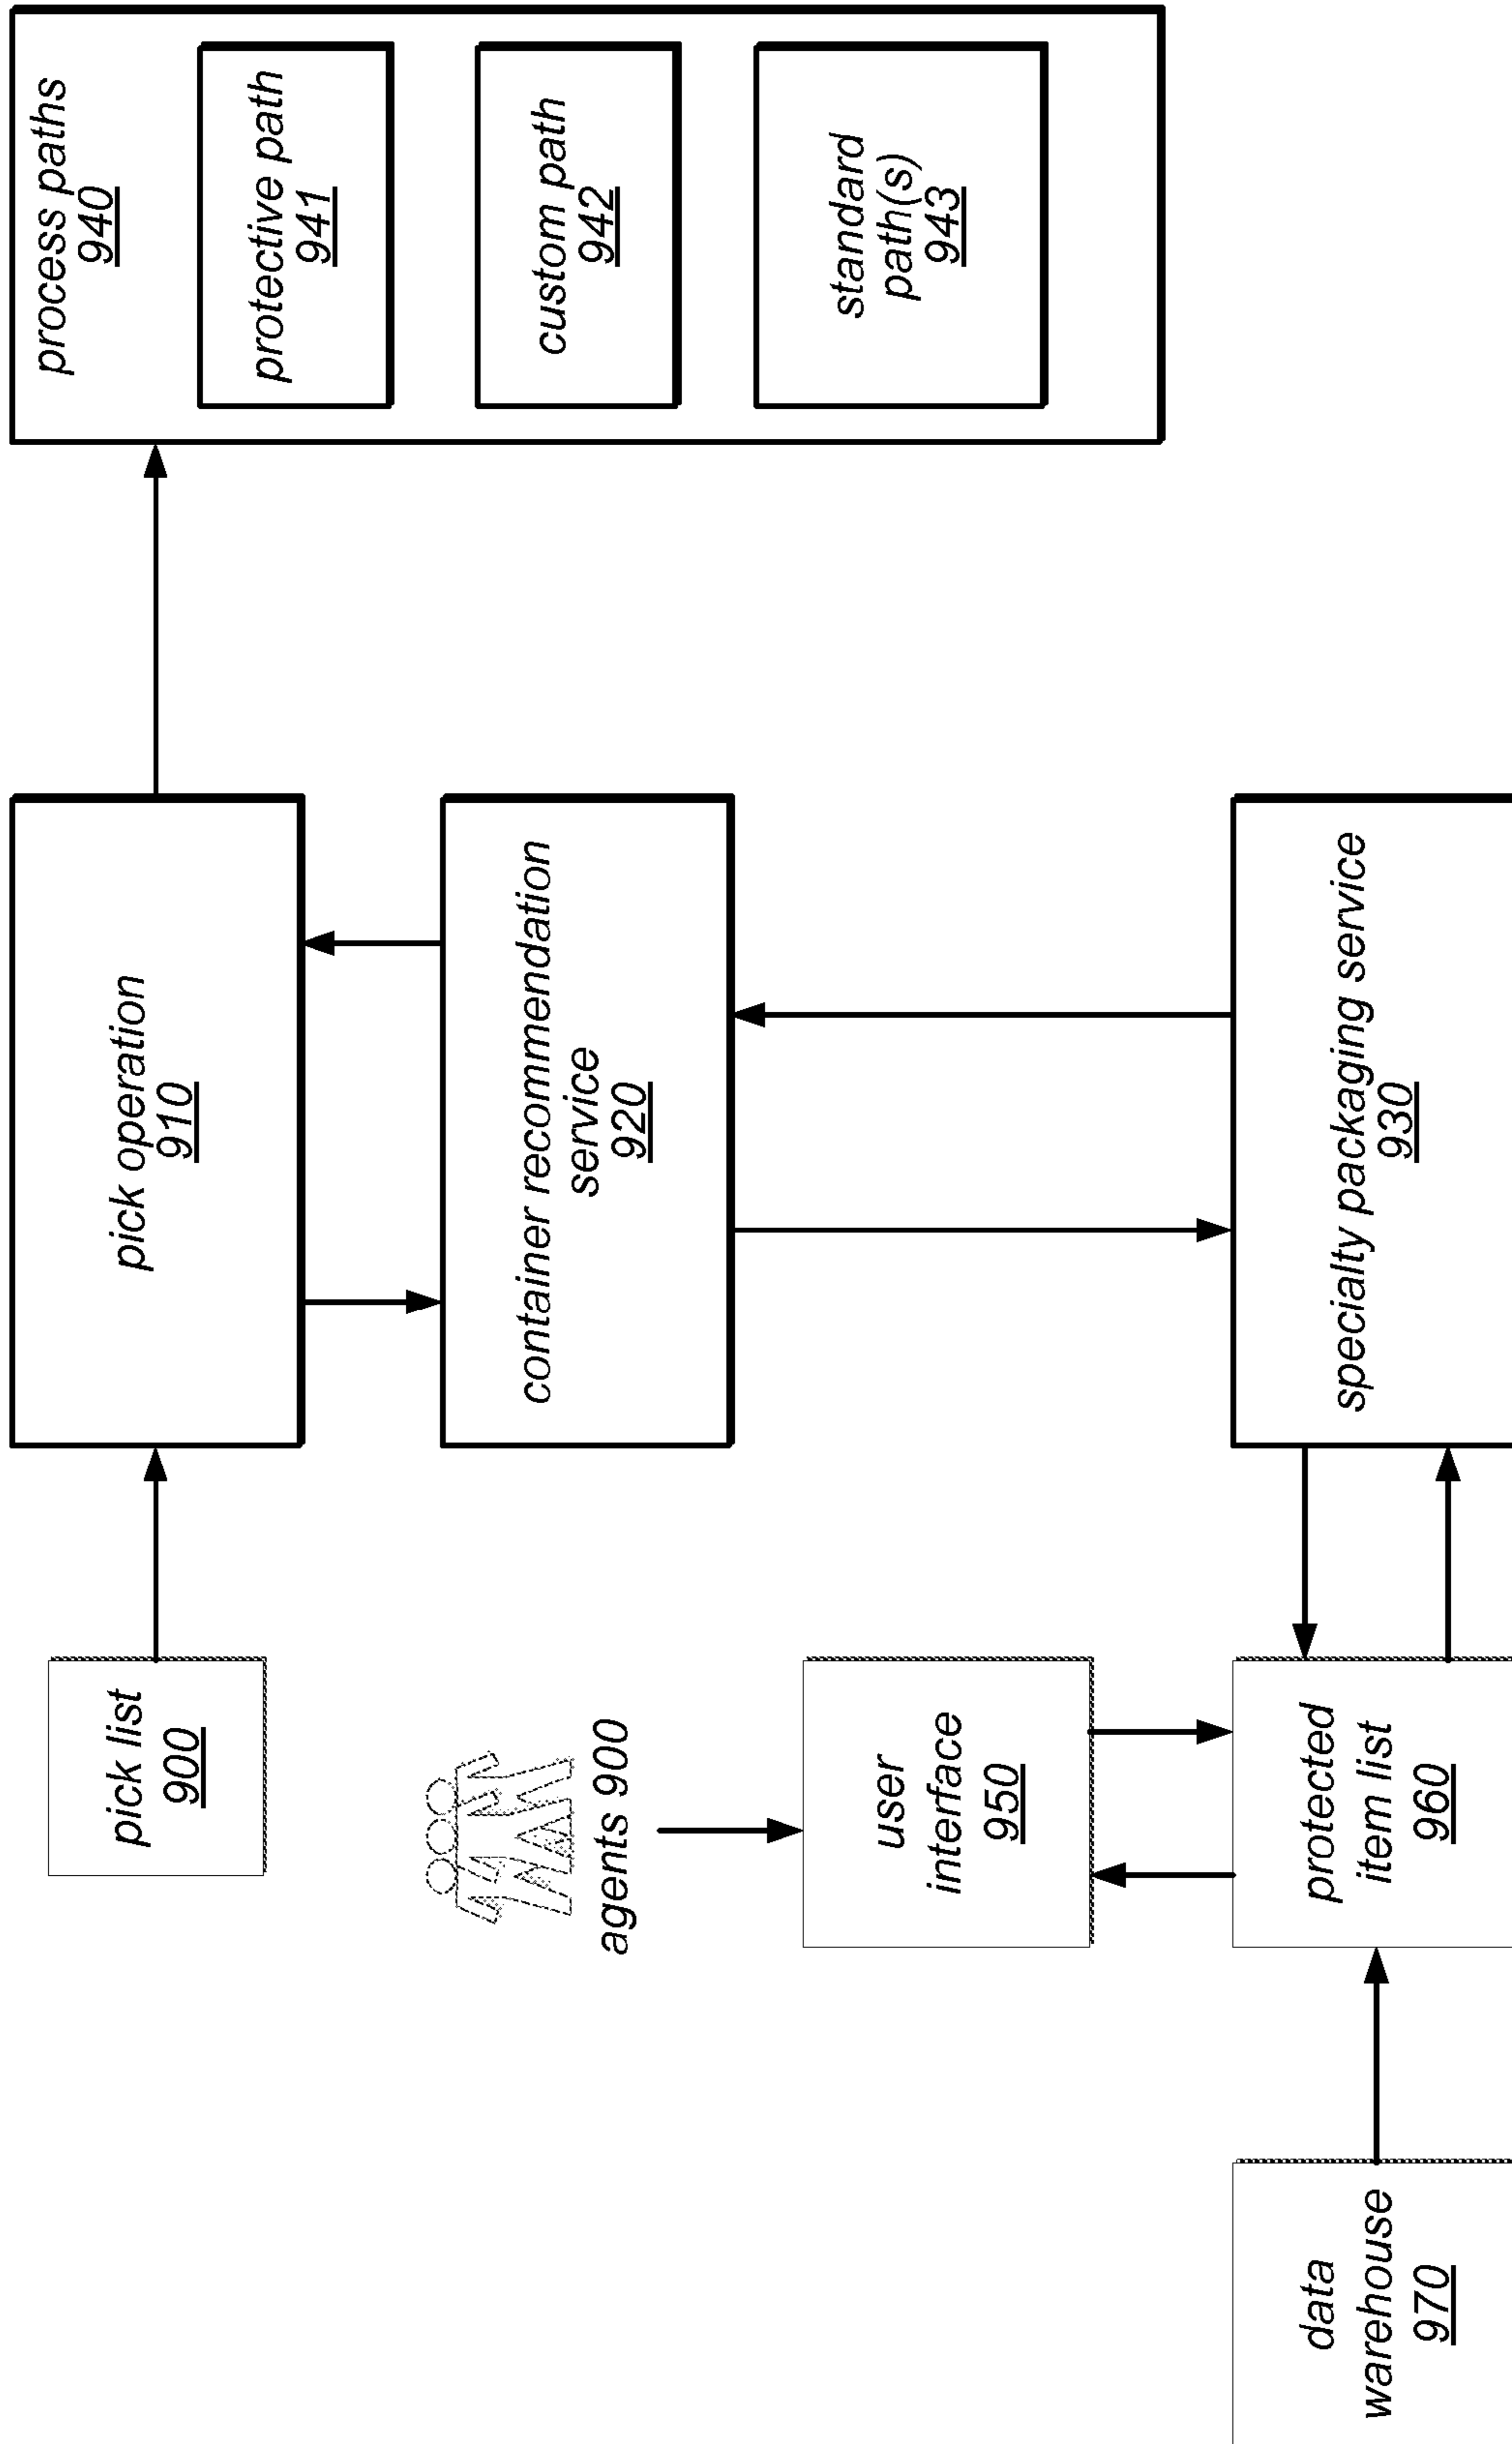 pick list
900
pick operation
910
process paths
940
protective path
941
custom path
942
standard
path(s)
943
container recommendation
service
920
agents 900
user
interface
950
data
warehouse
970
protected
item list
960
specialty packaging service
930